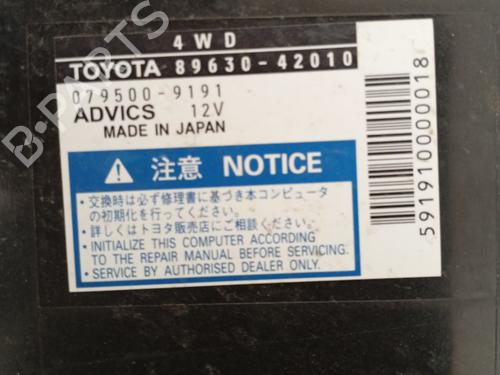 B-PARTS
4WD
TOYOTA 89630-42010
079500-9191
ADVICS 12V
MADE IN JAPAN
注意 NOTICE
・交換時は必ず修理書に基づき本コンピュータ
の初期化を行ってください。
・詳しくはトヨタ販売店にご相談ください。
・INITIALIZE THIS COMPUTER ACCORDING
TO THE REPAIR MANUAL BEFORE SERVICING.
・SERVICE BY AUTHORISED DEALER ONLY.
5919100000018